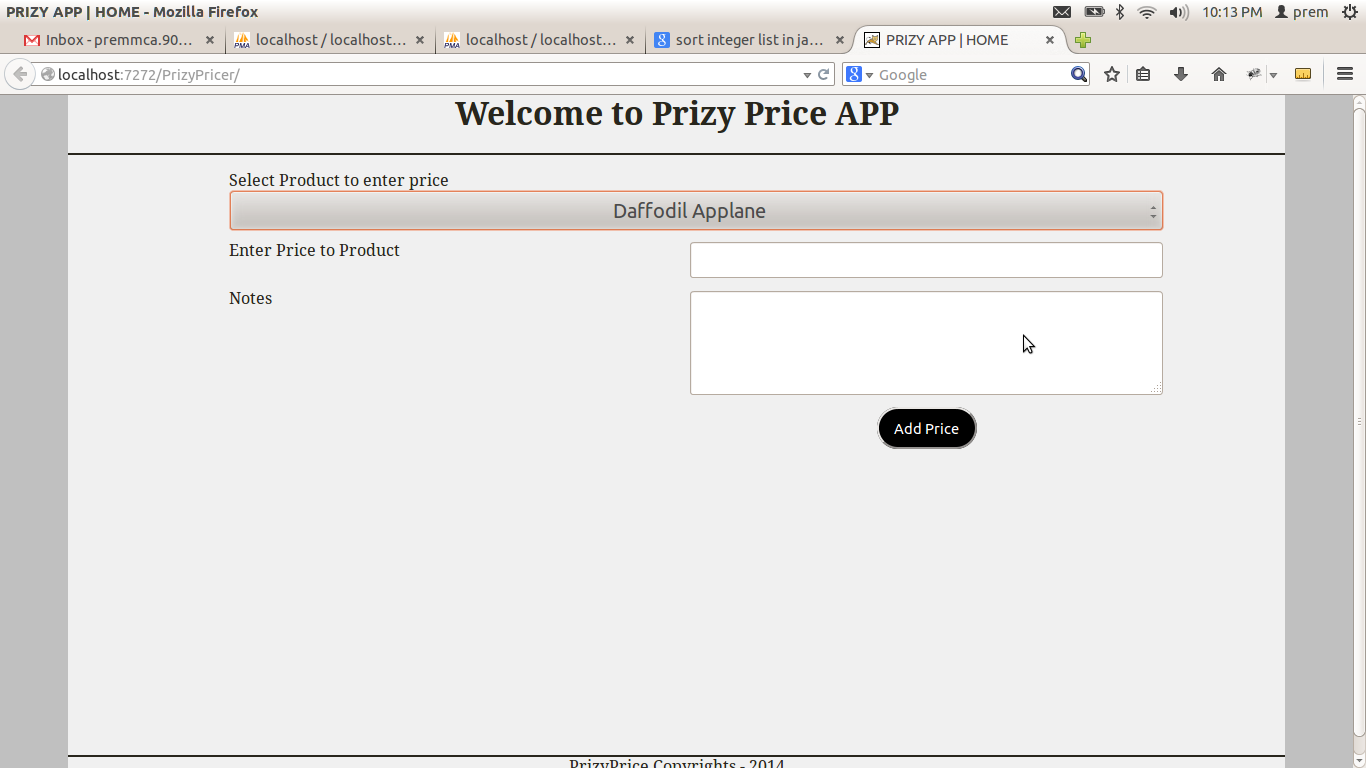 PRIZY APP | HOME - Mozilla Firefox
10:13 PM prem
Inbox - premmca.90... localhost / localhost... localhost / localhost... sort integer list in ja... PRIZY APP | HOME
localhost:7272/PrizyPricer/ Google
Welcome to Prizy Price APP
Select Product to enter price
Daffodil Applane
Enter Price to Product
Notes
Add Price
PrizyPrice Copyrights - 2014